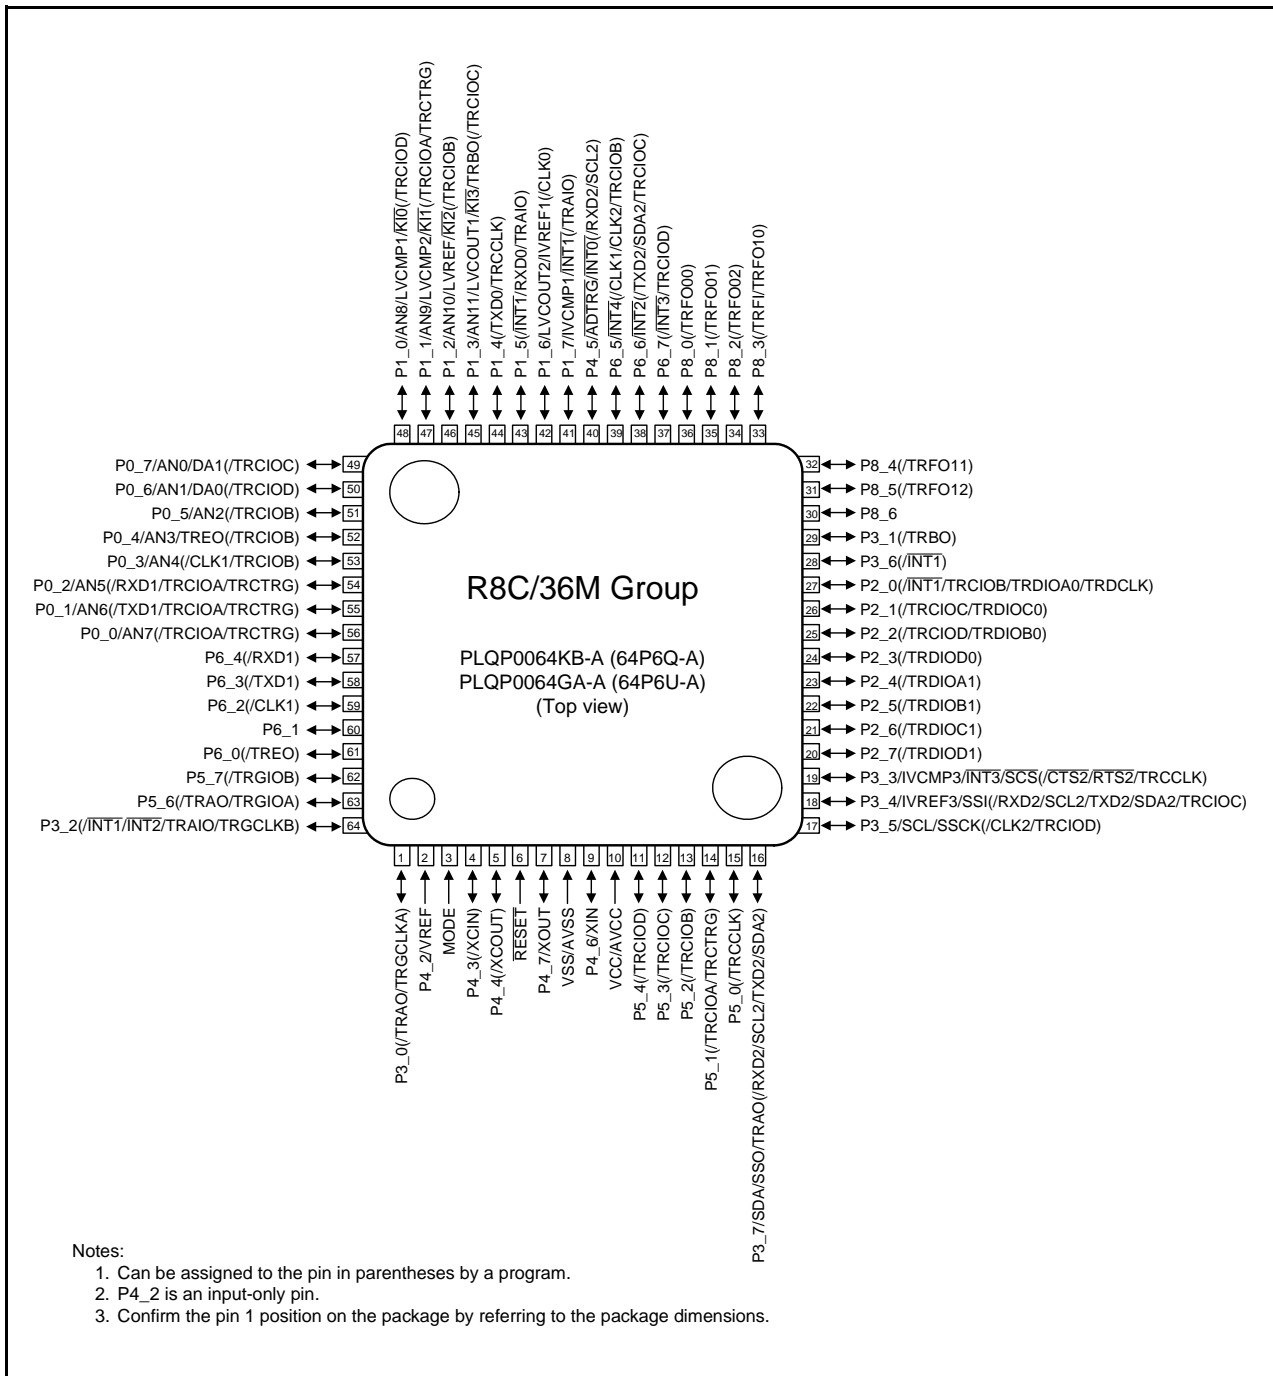 P1_0/AN8/LVCMP1/KI0(/TRCIOD)
P1_1/AN9/LVCMP2/KI1(/TRCIOA/TRCTRG)
P1_2/AN10/LVREF/KI2(/TRCIOB)
P1_3/AN11/LVCOUT1/KI3/TRBO(/TRCIOC)
P1_4(/TXD0/TRCCLK)
P1_5(/INT1/RXD0/TRAIO)
P1_6/LVCOUT2/IVREF1(/CLK0)
P1_7/IVCMP1/INT1(/TRAIO)
P4_5/ADTRG/INT0(/RXD2/SCL2)
P6_5/INT4(/CLK1/CLK2/TRCIOB)
P6_6/INT2(/TXD2/SDA2/TRCIOC)
P6_7(/INT3/TRCIOD)
P8_0(/TRFO00)
P8_1(/TRFO01)
P8_2(/TRFO02)
P8_3(/TRFI/TRFO10)
48 47 46 45 44 43 42 41 40 39 38 37 36 35 34 33
P0_7/AN0/DA1(/TRCIOC) 49
P0_6/AN1/DA0(/TRCIOD) 50
P0_5/AN2(/TRCIOB) 51
P0_4/AN3/TREO(/TRCIOB) 52
P0_3/AN4(/CLK1/TRCIOB) 53
P0_2/AN5(/RXD1/TRCIOA/TRCTRG) 54
P0_1/AN6(/TXD1/TRCIOA/TRCTRG) 55
P0_0/AN7(/TRCIOA/TRCTRG) 56
P6_4(/RXD1) 57
P6_3(/TXD1) 58
P6_2(/CLK1) 59
P6_1 60
P6_0(/TREO) 61
P5_7(/TRGIOB) 62
P5_6(/TRAO/TRGIOA) 63
P3_2(/INT1/INT2/TRAIO/TRGCLKB) 64
R8C/36M Group
PLQP0064KB-A (64P6Q-A)
PLQP0064GA-A (64P6U-A)
(Top view)
32 P8_4(/TRFO11)
31 P8_5(/TRFO12)
30 P8_6
29 P3_1(/TRBO)
28 P3_6(/INT1)
27 P2_0(/INT1/TRCIOB/TRDIOA0/TRDCLK)
26 P2_1(/TRCIOC/TRDIOC0)
25 P2_2(/TRCIOD/TRDIOB0)
24 P2_3(/TRDIOD0)
23 P2_4(/TRDIOA1)
22 P2_5(/TRDIOB1)
21 P2_6(/TRDIOC1)
20 P2_7(/TRDIOD1)
19 P3_3/IVCMP3/INT3/SCS(/CTS2/RTS2/TRCCLK)
18 P3_4/IVREF3/SSI(/RXD2/SCL2/TXD2/SDA2/TRCIOC)
17 P3_5/SCL/SSCK(/CLK2/TRCIOD)
1 2 3 4 5 6 7 8 9 10 11 12 13 14 15 16
P3_0(/TRAO/TRGCLKA)
P4_2/VREF
MODE
P4_3(/XCIN)
P4_4(/XCOUT)
RESET
P4_7/XOUT
VSS/AVSS
P4_6/XIN
VCC/AVCC
P5_4(/TRCIOD)
P5_3(/TRCIOC)
P5_2(/TRCIOB)
P5_1(/TRCIOA/TRCTRG)
P5_0(/TRCCLK)
P3_7/SDA/SSO/TRAO(/RXD2/SCL2/TXD2/SDA2)
Notes:
1. Can be assigned to the pin in parentheses by a program.
2. P4_2 is an input-only pin.
3. Confirm the pin 1 position on the package by referring to the package dimensions.